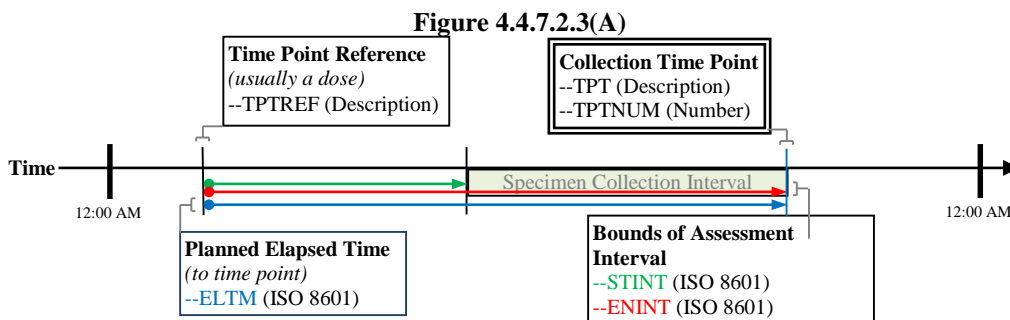 Figure 4.4.7.2.3(A)
Time Point Reference
(usually a dose)
--TPTREF (Description)
Collection Time Point
--TPT (Description)
--TPTNUM (Number)
Time
Specimen Collection Interval
12:00 AM
12:00 AM
Planned Elapsed Time
(to time point)
--ELTM (ISO 8601)
Bounds of Assessment
Interval
--STINT (ISO 8601)
--ENINT (ISO 8601)